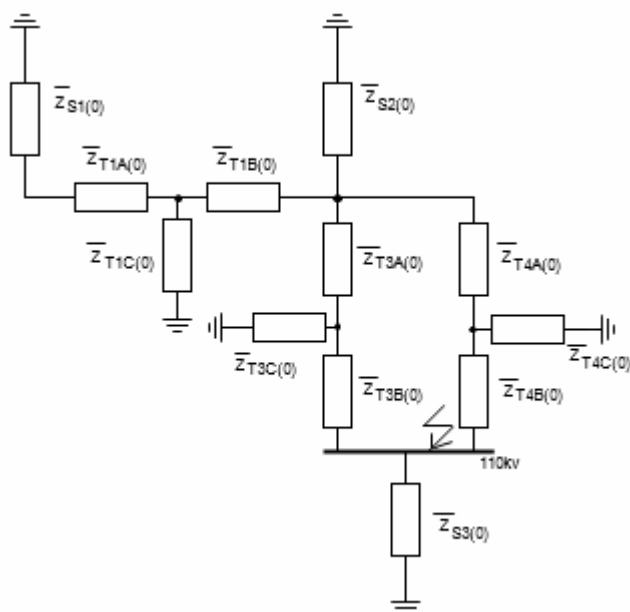 z̅S1(0)
z̅S2(0)
z̅T1A(0)
z̅T1B(0)
z̅T1C(0)
z̅T3A(0)
z̅T4A(0)
z̅T3C(0)
z̅T4C(0)
z̅T3B(0)
z̅T4B(0)
110kv
z̅S3(0)